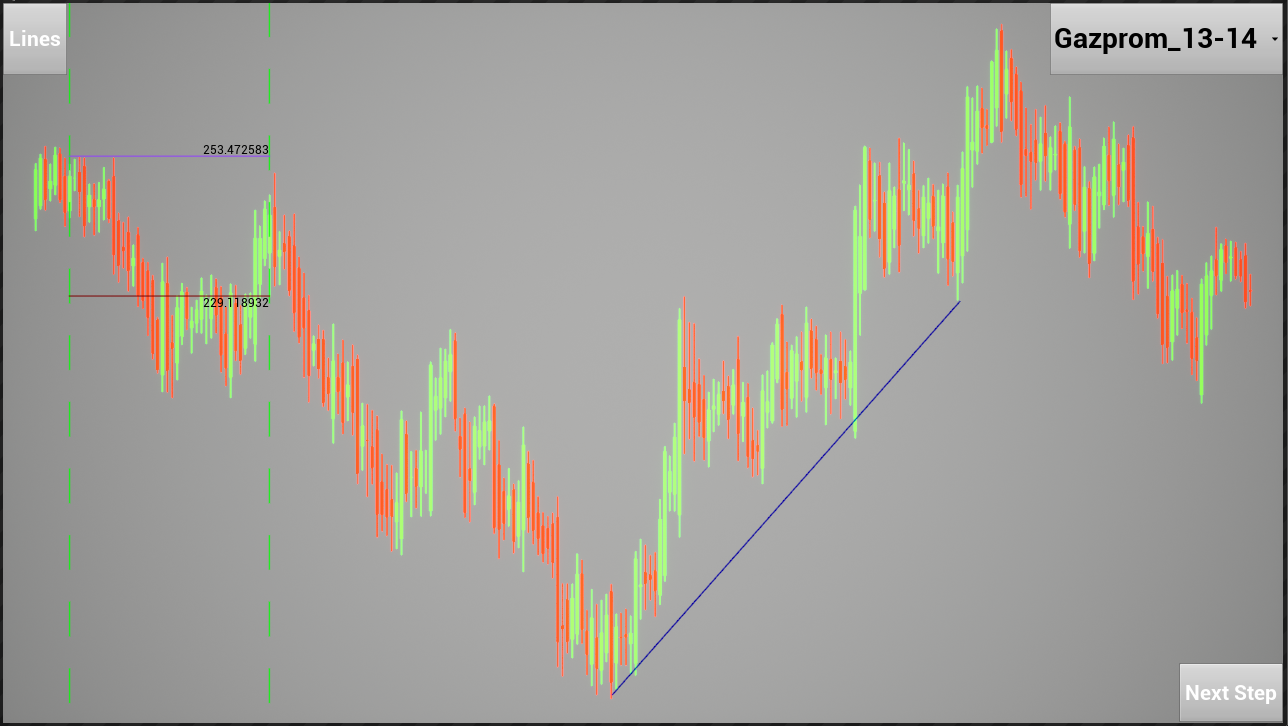 Lines
Gazprom_13-14
253.472583
229.118932
Next Step